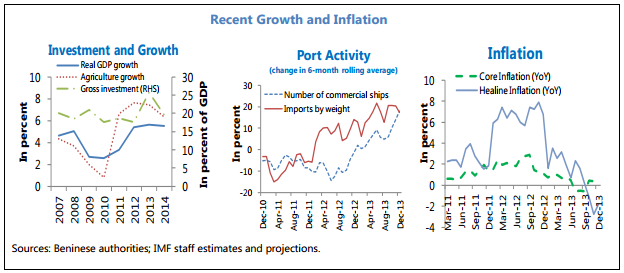 Recent Growth and Inflation
Investment and Growth
Real GDP growth
Agriculture growth
Gross investment (RHS)
In percent
10
8
6
4
2
0
30
25
20
15
10
5
0
In percent of GDP
2007
2008
2009
2010
2011
2012
2013
2014
Port Activity
(change in 6-month rolling average)
Number of commercial ships
Imports by weight
In percent
30
20
10
0
-10
-20
Dec-10
Apr-11
Aug-11
Dec-11
Apr-12
Aug-12
Dec-12
Apr-13
Aug-13
Dec-13
Inflation
Core Inflation (YoY)
Healine Inflation (YoY)
In percent
10
8
6
4
2
0
-2
-4
Mar-11
Jun-11
Sep-11
Dec-11
Mar-12
Jun-12
Sep-12
Dec-12
Mar-13
Jun-13
Sep-13
Dec-13
Sources: Beninese authorities; IMF staff estimates and projections.